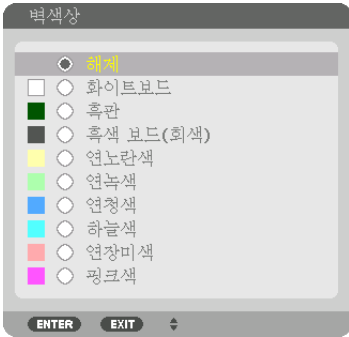 벽색상
해제
화이트보드
흑판
흑색 보드(회색)
연노란색
연녹색
연청색
하늘색
연장미색
핑크색
ENTER EXIT